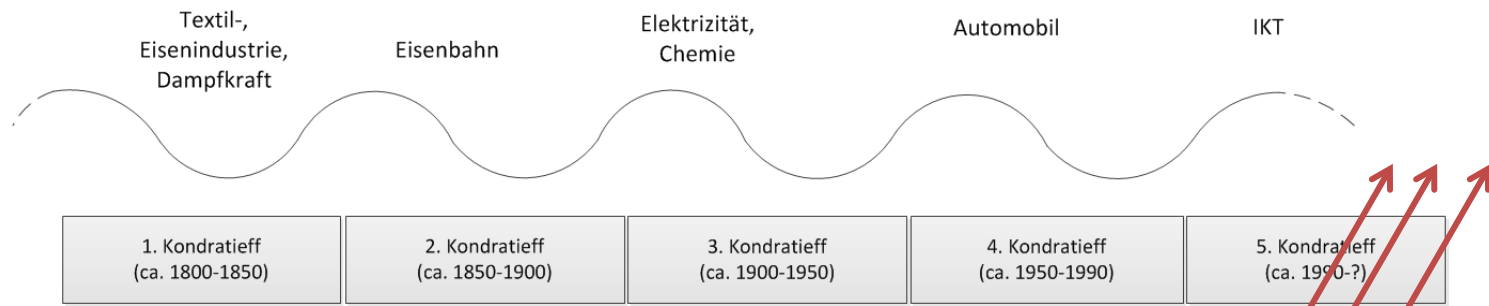 Textil-,
Eisenindustrie,
Dampfkraft
Eisenbahn
Elektrizität,
Chemie
Automobil
IKT
1. Kondratieff
(ca. 1800-1850)
2. Kondratieff
(ca. 1850-1900)
3. Kondratieff
(ca. 1900-1950)
4. Kondratieff
(ca. 1950-1990)
5. Kondratieff
(ca. 1990-?)